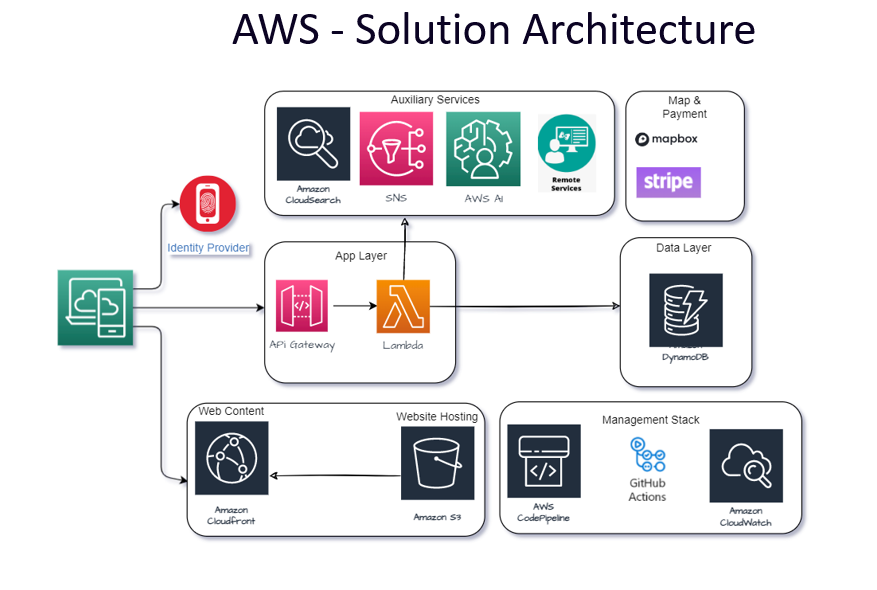 AWS - Solution Architecture
Auxiliary Services
Amazon
CloudSearch
SNS
AWS Ai
Remote
Services
Map &
Payment
mapbox
stripe
Identity Provider
App Layer
APi Gateway
Lambda
Data Layer
Amazon
DynamoDB
Web Content
Website Hosting
Amazon
Cloudfront
Amazon S3
Management Stack
AWS
CodePipeline
GitHub
Actions
Amazon
CloudWatch